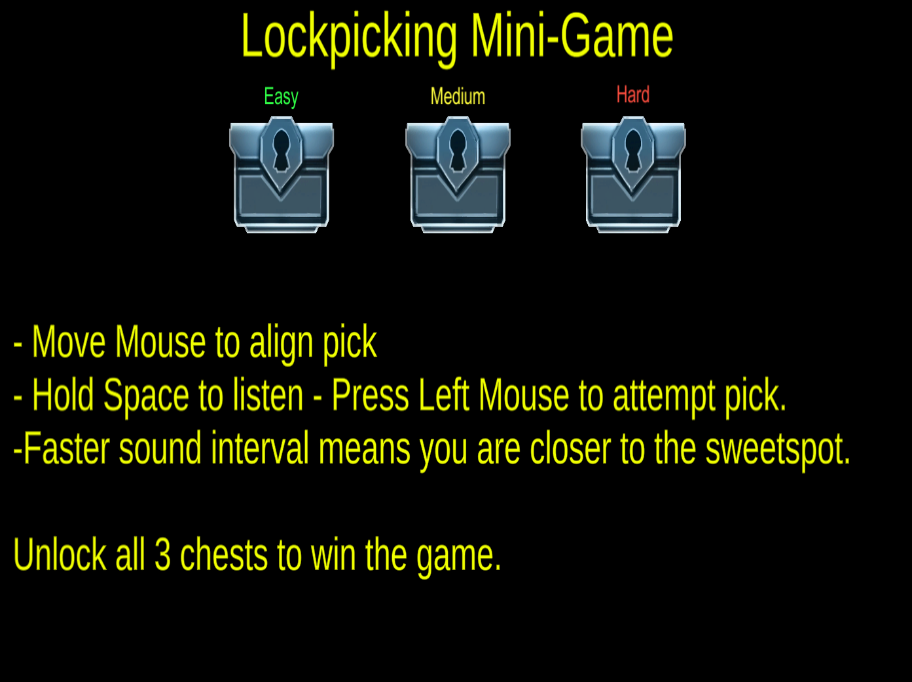 Lockpicking Mini-Game
Easy Medium Hard
- Move Mouse to align pick
- Hold Space to listen - Press Left Mouse to attempt pick.
-Faster sound interval means you are closer to the sweetspot.
Unlock all 3 chests to win the game.